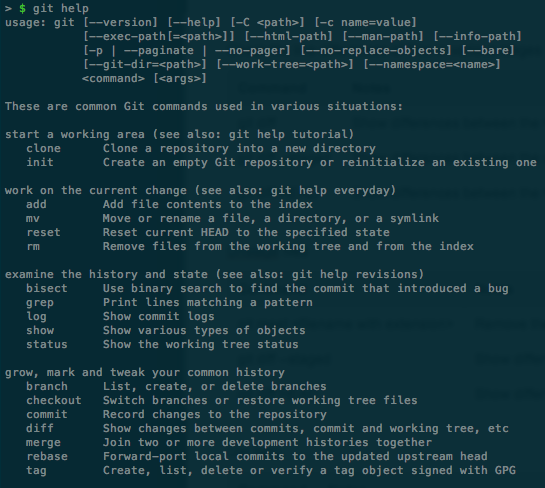 > $ git help
usage: git [--version] [--help] [-C <path>] [-c name=value]
           [--exec-path[=<path>]] [--html-path] [--man-path] [--info-path]
           [-p | --paginate | --no-pager] [--no-replace-objects] [--bare]
           [--git-dir=<path>] [--work-tree=<path>] [--namespace=<name>]
           <command> [<args>]

These are common Git commands used in various situations:

start a working area (see also: git help tutorial)
   clone      Clone a repository into a new directory
   init       Create an empty Git repository or reinitialize an existing one

work on the current change (see also: git help everyday)
   add        Add file contents to the index
   mv         Move or rename a file, a directory, or a symlink
   reset      Reset current HEAD to the specified state
   rm         Remove files from the working tree and from the index

examine the history and state (see also: git help revisions)
   bisect     Use binary search to find the commit that introduced a bug
   grep       Print lines matching a pattern
   log        Show commit logs
   show       Show various types of objects
   status     Show the working tree status

grow, mark and tweak your common history
   branch     List, create, or delete branches
   checkout   Switch branches or restore working tree files
   commit     Record changes to the repository
   diff       Show changes between commits, commit and working tree, etc
   merge      Join two or more development histories together
   rebase     Forward-port local commits to the updated upstream head
   tag        Create, list, delete or verify a tag object signed with GPG